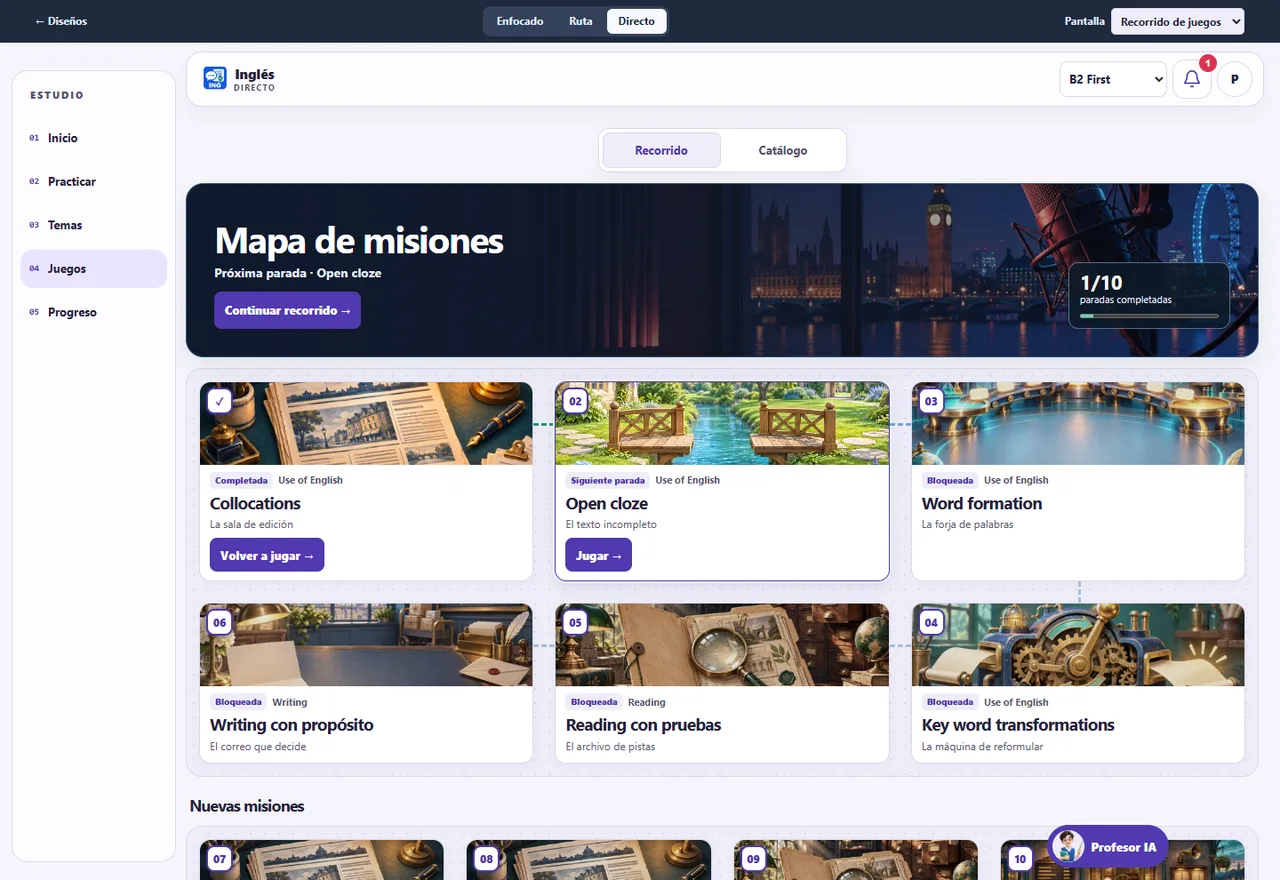 ← Diseños
Enfocado
Ruta
Directo
Pantalla
Recorrido de juegos
ESTUDIO
01 Inicio
02 Practicar
03 Temas
04 Juegos
05 Progreso
ING
Inglés
DIRECTO
B2 First
1
P
Recorrido
Catálogo
Mapa de misiones
Próxima parada · Open cloze
Continuar recorrido →
1/10
paradas completadas
✓
Completada Use of English
Collocations
La sala de edición
Volver a jugar →
02
Siguiente parada Use of English
Open cloze
El texto incompleto
Jugar →
03
Bloqueada Use of English
Word formation
La forja de palabras
06
Bloqueada Writing
Writing con propósito
El correo que decide
05
Bloqueada Reading
Reading con pruebas
El archivo de pistas
04
Bloqueada Use of English
Key word transformations
La máquina de reformular
Nuevas misiones
07
08
09
10
Profesor IA